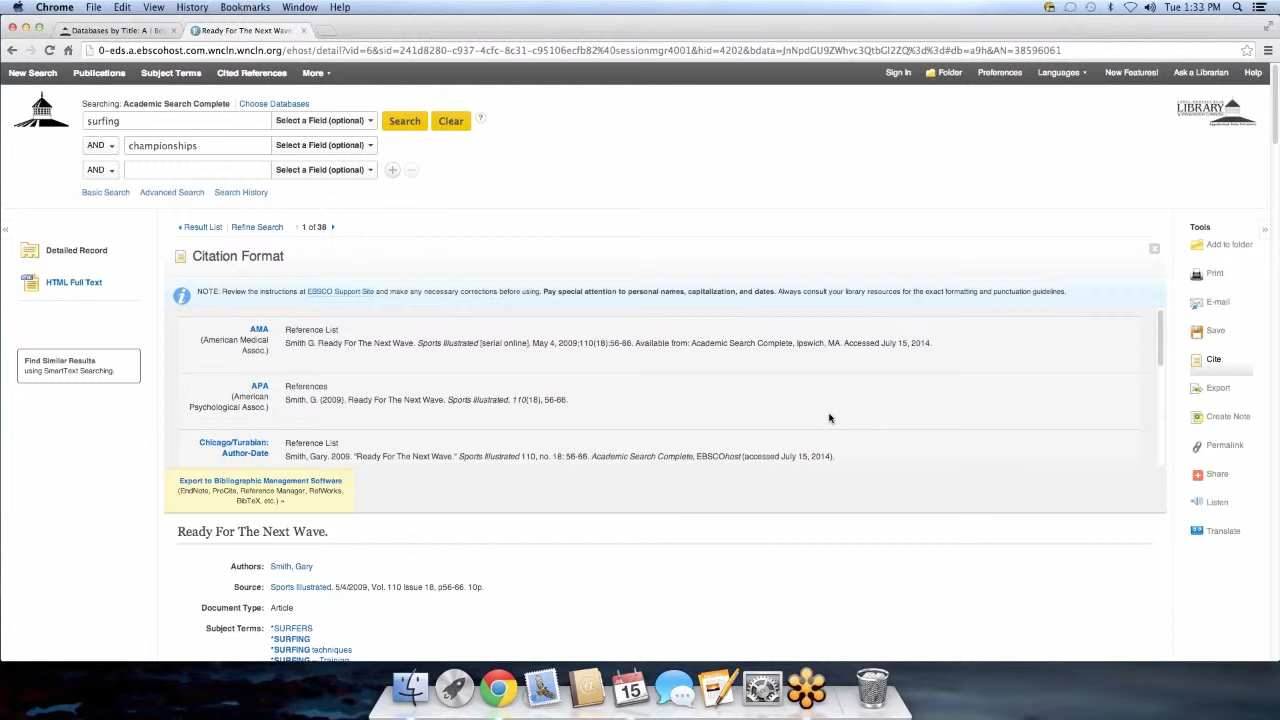 Chrome File Edit View History Bookmarks Window Help Tue 1:33 PM
Databases by Title: A | Bel Ready For The Next Wave.
0-eds.a.ebscohost.com.wncln.wncln.org/ehost/detail?vid=6&sid=241d8280-c937-4cfc-8c31-c95106ecfb82%40sessionmgr4001&hid=4202&bdata=JnNpdGU9ZWhvc3QtbGl2ZQ%3d%3d#db=a9h&AN=38596061
New Search Publications Subject Terms Cited References More Sign In Folder Preferences Languages New Features! Ask a Librarian Help
Searching: Academic Search Complete Choose Databases
surfing Select a Field (optional) Search Clear ?
AND championships Select a Field (optional)
AND Select a Field (optional)
Basic Search Advanced Search Search History
LIBRARY
Result List Refine Search 1 of 38
Tools
Detailed Record
HTML Full Text
Find Similar Results
using SmartText Searching.
Citation Format
NOTE: Review the instructions at EBSCO Support Site and make any necessary corrections before using. Pay special attention to personal names, capitalization, and dates. Always consult your library resources for the exact formatting and punctuation guidelines.
AMA
(American Medical
Assoc.)
Reference List
Smith G. Ready For The Next Wave. Sports Illustrated [serial online]. May 4, 2009;110(18):56-66. Available from: Academic Search Complete, Ipswich, MA. Accessed July 15, 2014.
APA
(American
Psychological Assoc.)
References
Smith, G. (2009). Ready For The Next Wave. Sports Illustrated, 110(18), 56-66.
Chicago/Turabian:
Author-Date
Reference List
Smith, Gary. 2009. "Ready For The Next Wave." Sports Illustrated 110, no. 18: 56-66. Academic Search Complete, EBSCOhost (accessed July 15, 2014).
Export to Bibliographic Management Software
(EndNote, ProCite, Reference Manager, RefWorks,
BibTeX, etc.) »
Ready For The Next Wave.
Authors: Smith, Gary
Source: Sports Illustrated. 5/4/2009, Vol. 110 Issue 18, p56-66. 10p.
Document Type: Article
Subject Terms: *SURFERS
*SURFING
*SURFING techniques
*SURFING -- Training
Add to folder
Print
E-mail
Save
Cite
Export
Create Note
Permalink
Share
Listen
Translate
15